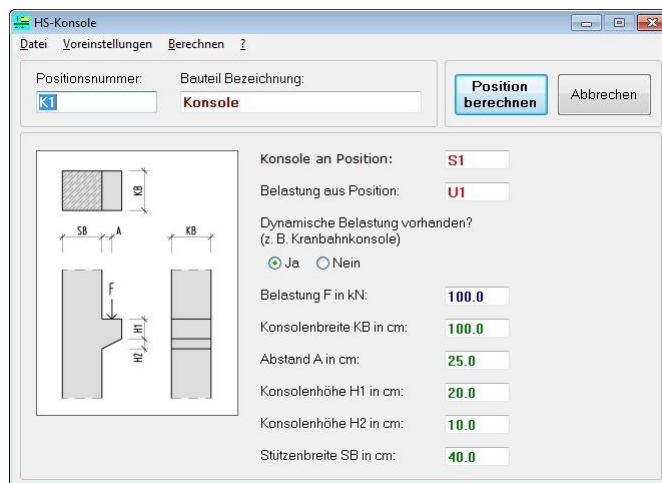 HS-Konsole
Datei Voreinstellungen Berechnen ?
Positionsnummer: Bauteil Bezeichnung:
K1 Konsole
Position berechnen
Abbrechen
KB
SB A KB
F
H1
H2
Konsole an Position: S1
Belastung aus Position: U1
Dynamische Belastung vorhanden?
(z. B. Kranbahnkonsole)
Ja Nein
Belastung F in kN: 100.0
Konsolenbreite KB in cm: 100.0
Abstand A in cm: 25.0
Konsolenhöhe H1 in cm: 20.0
Konsolenhöhe H2 in cm: 10.0
Stützenbreite SB in cm: 40.0